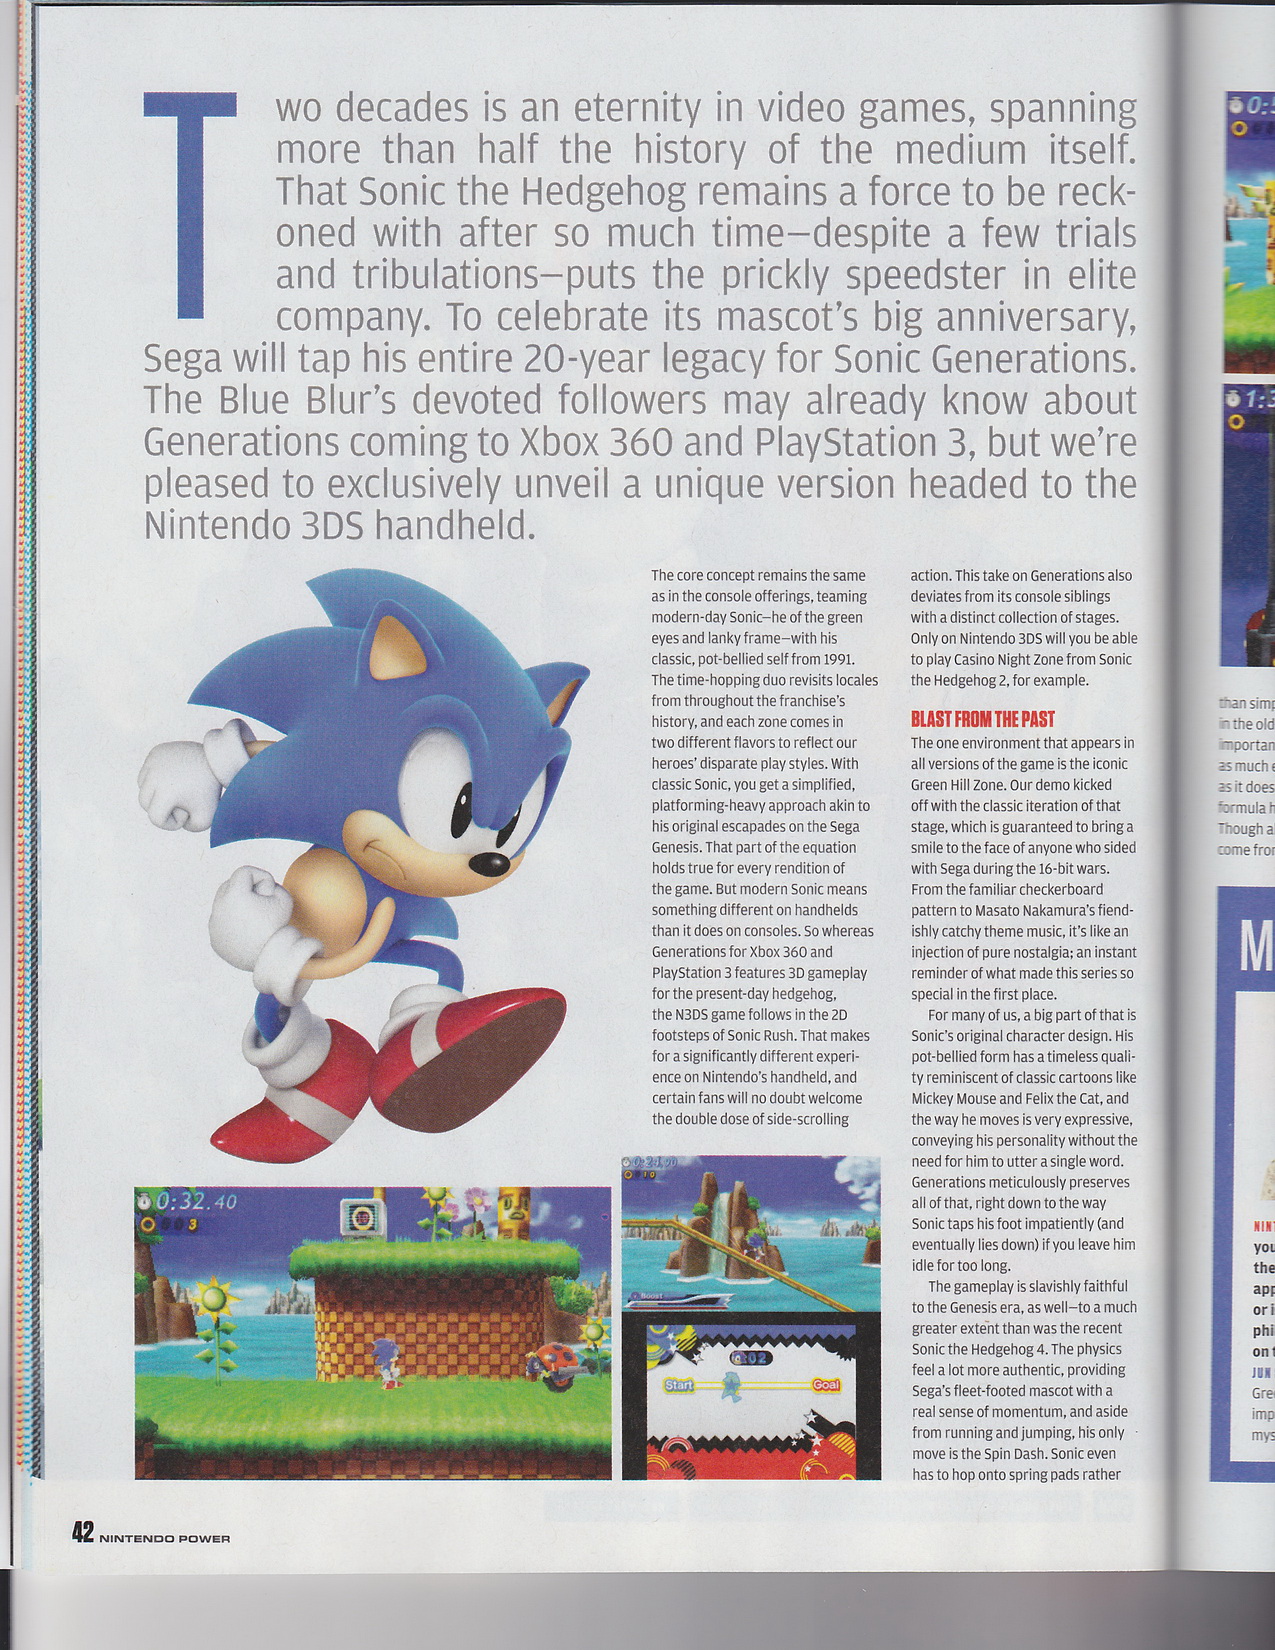 Two decades is an eternity in video games, spanning
more than half the history of the medium itself.
That Sonic the Hedgehog remains a force to be reck-
oned with after so much time—despite a few trials
and tribulations—puts the prickly speedster in elite
company. To celebrate its mascot's big anniversary,
Sega will tap his entire 20-year legacy for Sonic Generations.
The Blue Blur's devoted followers may already know about
Generations coming to Xbox 360 and PlayStation 3, but we're
pleased to exclusively unveil a unique version headed to the
Nintendo 3DS handheld.
The core concept remains the same
as in the console offerings, teaming
modern-day Sonic—he of the green
eyes and lanky frame—with his
classic, pot-bellied self from 1991.
The time-hopping duo revisits locales
from throughout the franchise's
history, and each zone comes in
two different flavors to reflect our
heroes' disparate play styles. With
classic Sonic, you get a simplified,
platforming-heavy approach akin to
his original escapades on the Sega
Genesis. That part of the equation
holds true for every rendition of
the game. But modern Sonic means
something different on handhelds
than it does on consoles. So whereas
Generations for Xbox 360 and
PlayStation 3 features 3D gameplay
for the present-day hedgehog,
the N3DS game follows in the 2D
footsteps of Sonic Rush. That makes
for a significantly different experi-
ence on Nintendo's handheld, and
certain fans will no doubt welcome
the double dose of side-scrolling
action. This take on Generations also
deviates from its console siblings
with a distinct collection of stages.
Only on Nintendo 3DS will you be able
to play Casino Night Zone from Sonic
the Hedgehog 2, for example.
BLAST FROM THE PAST
The one environment that appears in
all versions of the game is the iconic
Green Hill Zone. Our demo kicked
off with the classic iteration of that
stage, which is guaranteed to bring a
smile to the face of anyone who sided
with Sega during the 16-bit wars.
From the familiar checkerboard
pattern to Masato Nakamura's fiend-
ishly catchy theme music, it's like an
injection of pure nostalgia; an instant
reminder of what made this series so
special in the first place.
For many of us, a big part of that is
Sonic's original character design. His
pot-bellied form has a timeless quali-
ty reminiscent of classic cartoons like
Mickey Mouse and Felix the Cat, and
the way he moves is very expressive,
conveying his personality without the
need for him to utter a single word.
Generations meticulously preserves
all of that, right down to the way
Sonic taps his foot impatiently (and
eventually lies down) if you leave him
idle for too long.
The gameplay is slavishly faithful
to the Genesis era, as well—to a much
greater extent than was the recent
Sonic the Hedgehog 4. The physics
feel a lot more authentic, providing
Sega's fleet-footed mascot with a
real sense of momentum, and aside
from running and jumping, his only
move is the Spin Dash. Sonic even
has to hop onto spring pads rather
0:32.40
003
Boost
02
Start
Goal
42 NINTENDO POWER
than simp
in the old
importan
as much e
as it does
formula h
Though a
come fror
M
NIN
you
the
app
or i
phi
on t
JUN
Gre
imp
mys